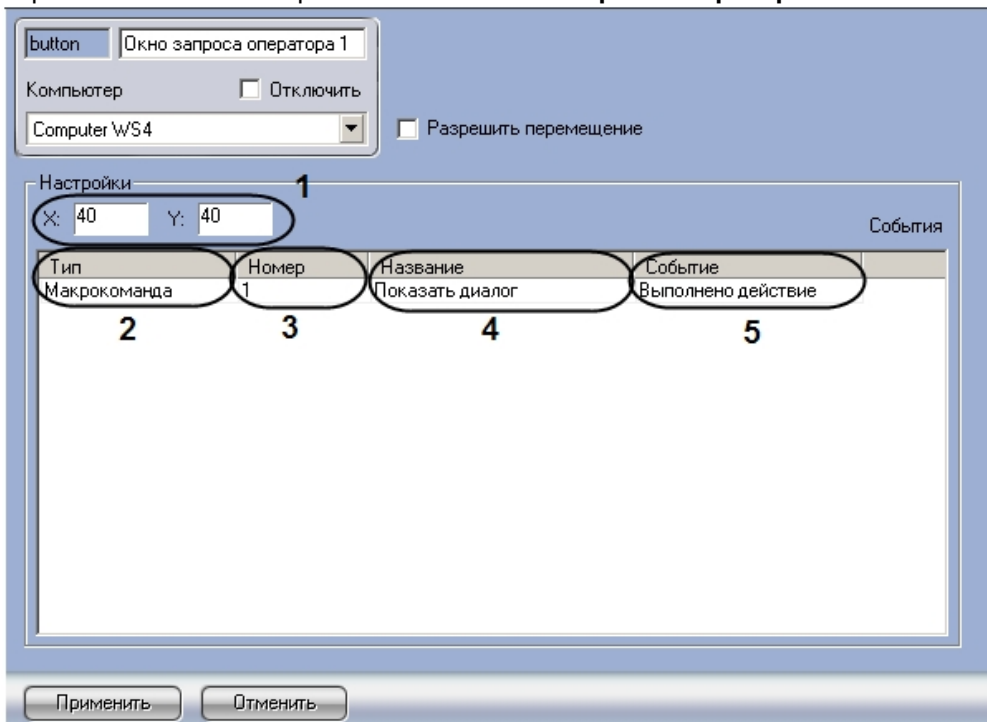 button Окно запроса оператора 1
Компьютер Отключить
Computer WS4 Разрешить перемещение
Настройки 1
X: 40 Y: 40
События
Тип Номер Название Событие
Макрокоманда 1 Показать диалог Выполнено действие
2 3 4 5
Применить Отменить